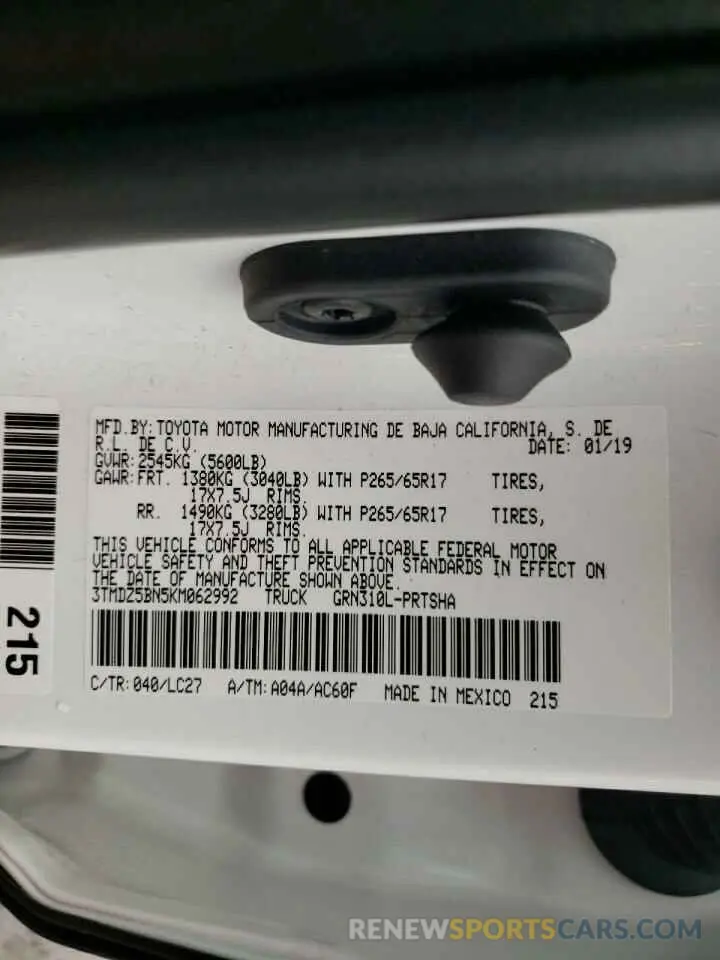 MFD.BY:TOYOTA MOTOR MANUFACTURING DE BAJA CALIFORNIA, S. DE
R.L. DE C.V. DATE: 01/19
GVWR:2545KG (5600LB)
GAWR:FRT. 1380KG (3040LB) WITH P265/65R17 TIRES,
17X7.5J RIMS.
RR. 1490KG (3280LB) WITH P265/65R17 TIRES,
17X7.5J RIMS.
THIS VEHICLE CONFORMS TO ALL APPLICABLE FEDERAL MOTOR
VEHICLE SAFETY AND THEFT PREVENTION STANDARDS IN EFFECT ON
THE DATE OF MANUFACTURE SHOWN ABOVE.
3TMDZ5BN5KM062992 TRUCK GRN310L-PRTSHA
C/TR:040/LC27 A/TM:A04A/AC60F MADE IN MEXICO 215
215
RENEWSPORTSCARS.COM